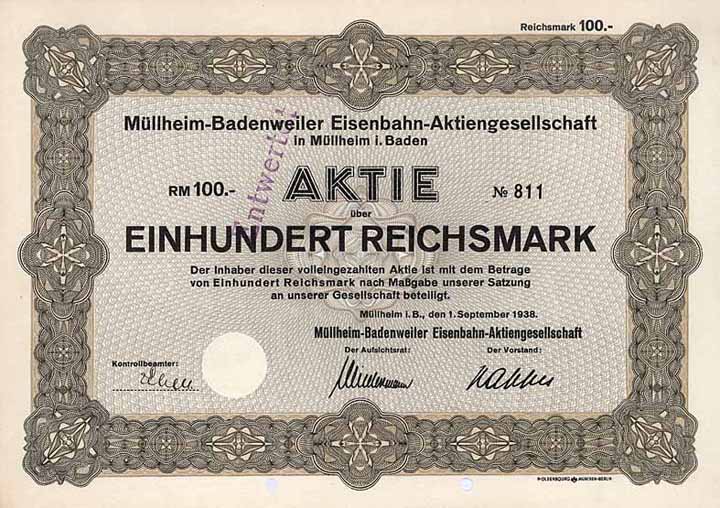 Reichsmark 100.-
Müllheim-Badenweiler Eisenbahn-Aktiengesellschaft
in Müllheim i. Baden
Entwertet!
RM 100.- AKTIE № 811
über
EINHUNDERT REICHSMARK
Der Inhaber dieser volleingezahlten Aktie ist mit dem Betrage
von Einhundert Reichsmark nach Maßgabe unserer Satzung
an unserer Gesellschaft beteiligt.
Müllheim i. B., den 1. September 1938.
Müllheim-Badenweiler Eisenbahn-Aktiengesellschaft
Kontrollbeamter: Der Aufsichtsrat: Der Vorstand:
R. OLDENBOURG MÜNCHEN-BERLIN